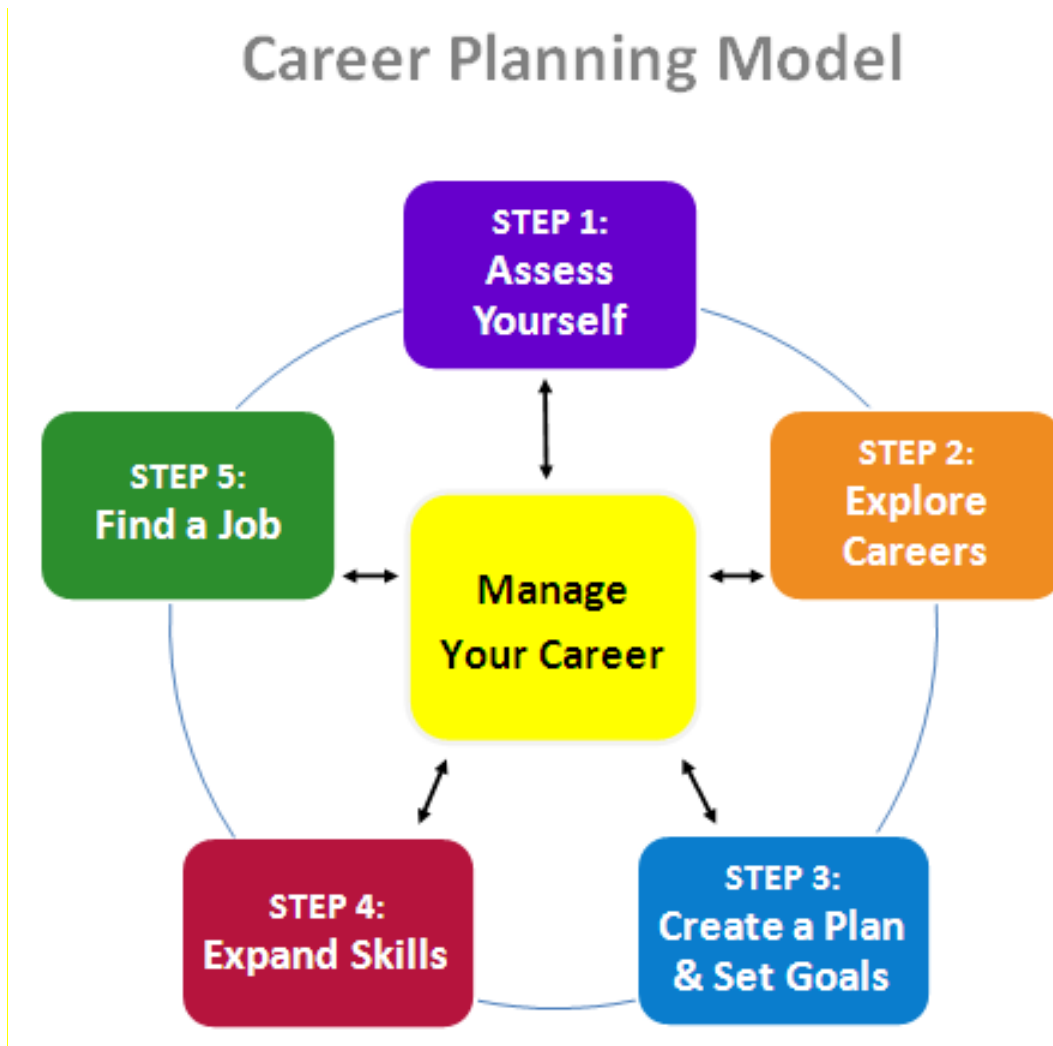 Career Planning Model
STEP 1:
Assess
Yourself
STEP 2:
Explore
Careers
STEP 3:
Create a Plan
& Set Goals
STEP 4:
Expand Skills
STEP 5:
Find a Job
Manage
Your Career